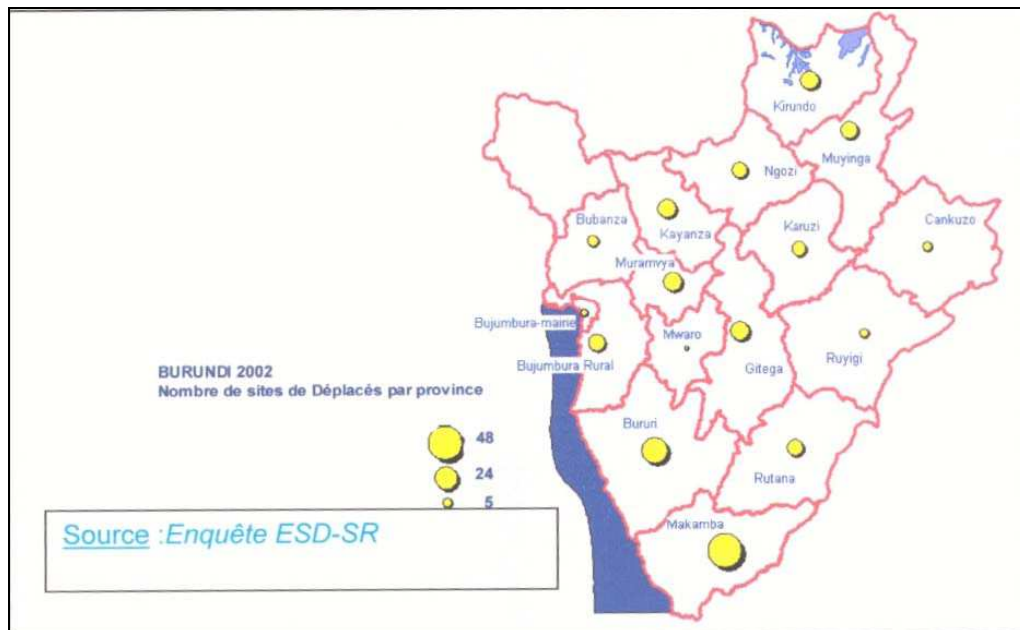 Kirundo
Muyinga
Ngozi
Cankuzo
Bubanza
Kayanza
Karuzi
Muramvya
Bujumbura-maine
Mwaro
Bujumbura Rural
Gitega
Ruyigi
BURUNDI 2002
Nombre de sites de Déplacés par province
Bururi
48
24
5
Rutana
Makamba
Source :Enquête ESD-SR